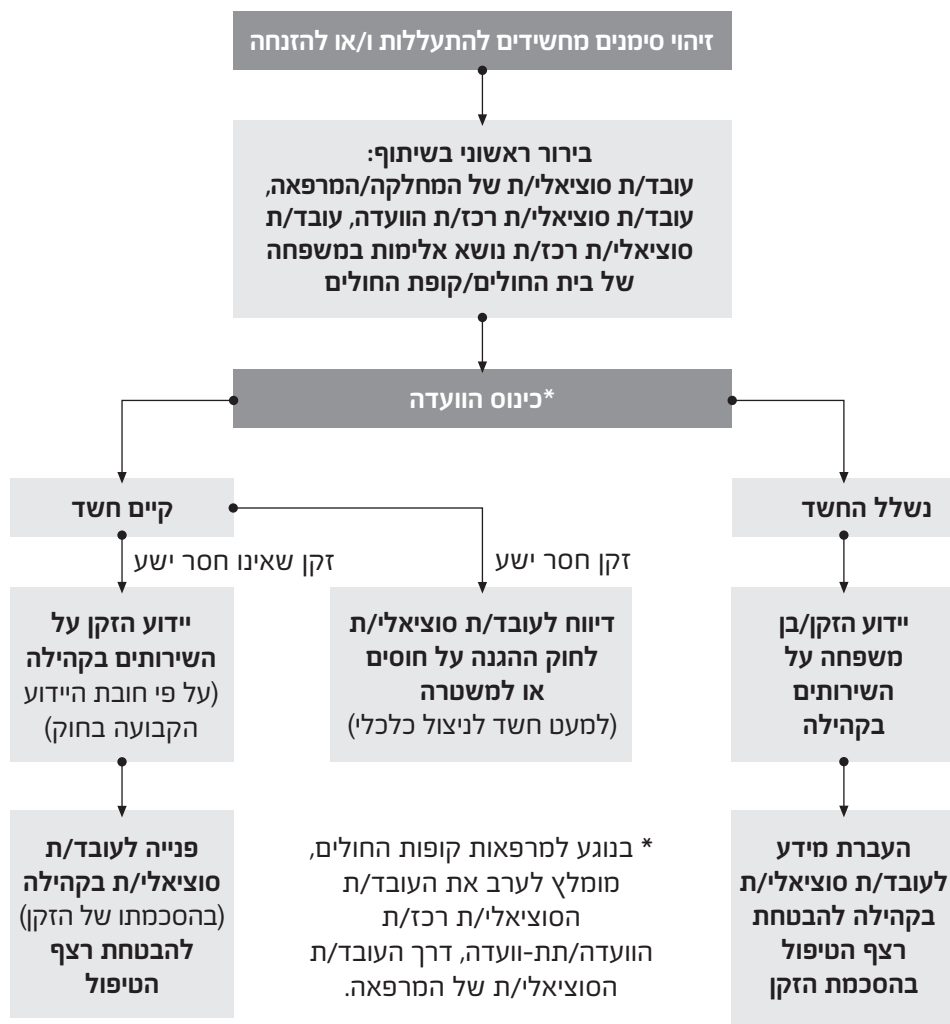 זיהוי סימנים מחשידים להתעללות ו/או להזנחה
בירור ראשוני בשיתוף:
עובד/ת סוציאלי/ת של המחלקה/המרפאה,
עובד/ת סוציאלי/ת רכז/ת הוועדה, עובד/ת
סוציאלי/ת רכז/ת נושא אלימות במשפחה
של בית החולים/קופת החולים
*כינוס הוועדה
נשלל החשד
קיים חשד
זקן חסר ישע
זקן שאינו חסר ישע
יידוע הזקן/בן
משפחה על
השירותים
בקהילה
דיווח לעובד/ת סוציאלי/ת
לחוק ההגנה על חוסים
או למשטרה
(למעט חשד לניצול כלכלי)
יידוע הזקן על
השירותים בקהילה
(על פי חובת היידוע
הקבועה בחוק)
העברת מידע
לעובד/ת סוציאלי/ת
בקהילה להבטחת
רצף הטיפול
בהסכמת הזקן
* בנוגע למרפאות קופות החולים,
מומלץ לערב את העובד/ת
הסוציאלי/ת רכז/ת
הוועדה/תת-וועדה, דרך העובד/ת
הסוציאלי/ת של המרפאה.
פנייה לעובד/ת
סוציאלי/ת בקהילה
(בהסכמתו של הזקן)
להבטחת רצף
הטיפול